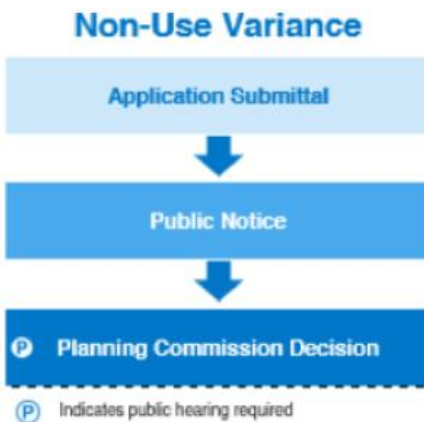 Non-Use Variance
Application Submittal
Public Notice
P Planning Commission Decision
P Indicates public hearing required